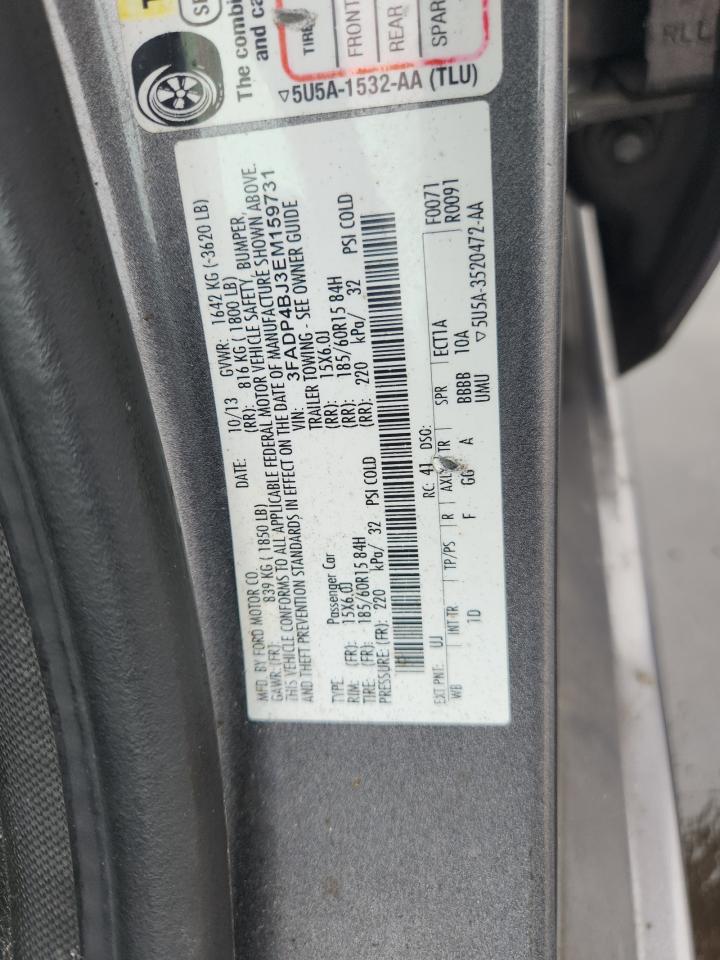 The combi
and ca
TIRE
FRONT
REAR
SPAR
▽5U5A-1532-AA (TLU)
MFD. BY FORD MOTOR CO. DATE: 10/13 GVWR: 1642 KG (-3620 LB)
GAWR: (FR): 839 KG ( 1850 LB) (RR): 816 KG ( 1800 LB)
THIS VEHICLE CONFORMS TO ALL APPLICABLE FEDERAL MOTOR VEHICLE SAFETY, BUMPER,
AND THEFT PREVENTION STANDARDS IN EFFECT ON THE DATE OF MANUFACTURE SHOWN ABOVE.
VIN: 3FADP4BJ3EM159731
TYPE Passenger Car TRAILER TOWING - SEE OWNER GUIDE
RIM: (FR): 15X6.0J (RR): 15X6.0J
TIRE: (FR): 185/60R15 84H (RR): 185/60R15 84H
PRESSURE: (FR): 220 kPa/ 32 PSI COLD (RR): 220 kPa/ 32 PSI COLD
F0071
R0091
EXT PNT: UJ RC: 41 DSO:
WB INT TR TP/PS R AXL TR SPR ECT1A
1D F GG A BBBB 10A
UMU ▽5U5A-3520472-AA
RLL